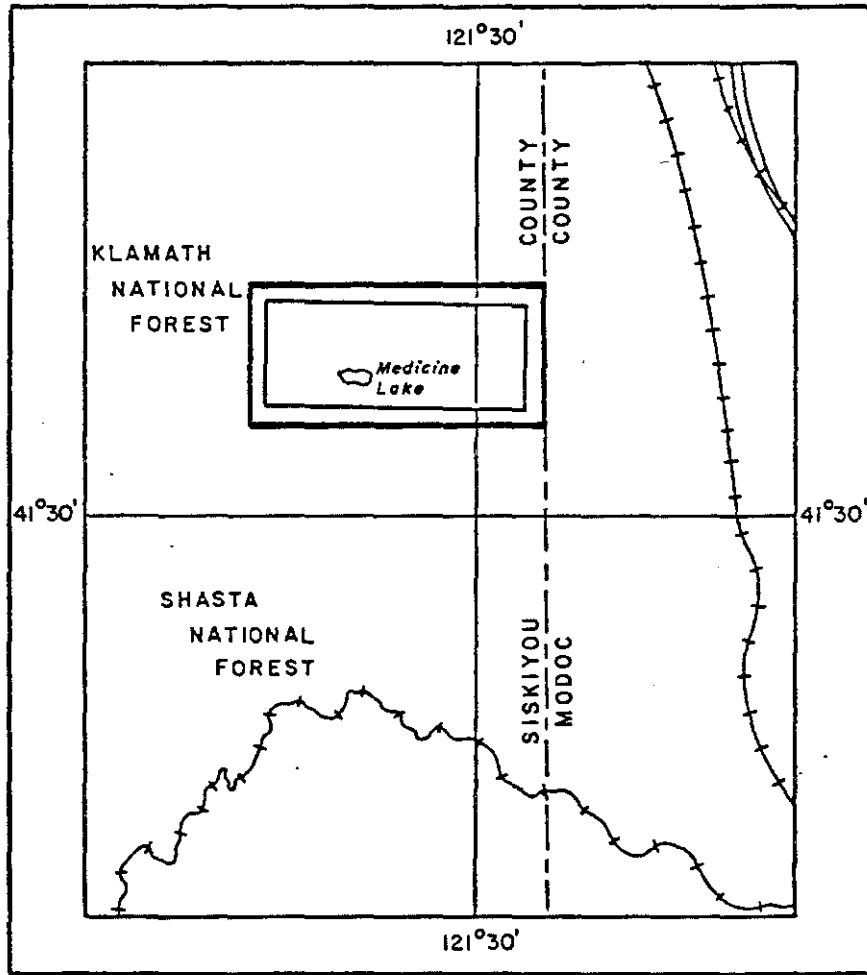 121°30'
COUNTY
COUNTY
KLAMATH
NATIONAL
FOREST
Medicine
Lake
41°30'
41°30'
SHASTA
NATIONAL
FOREST
SISKIYOU
MODOC
121°30'